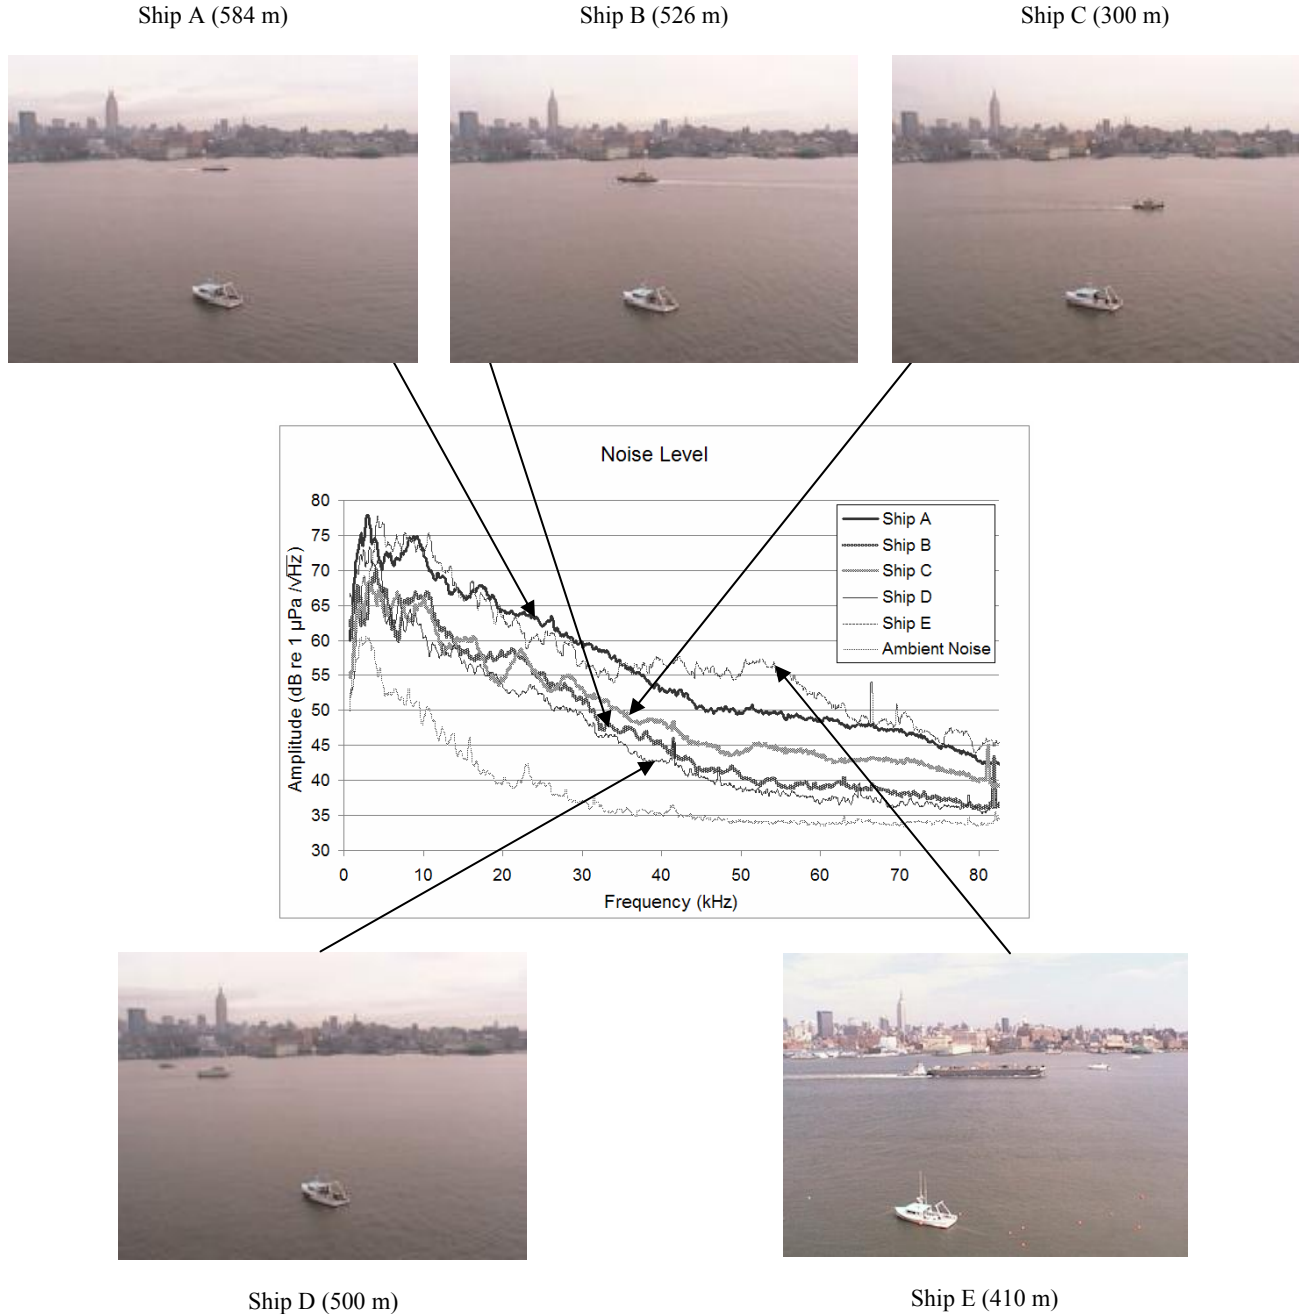 Ship A (584 m)
Ship B (526 m)
Ship C (300 m)
Noise Level
Amplitude (dB re 1 µPa /√Hz)
80
75
70
65
60
55
50
45
40
35
30
Ship A
Ship B
Ship C
Ship D
Ship E
Ambient Noise
0 10 20 30 40 50 60 70 80
Frequency (kHz)
Ship D (500 m)
Ship E (410 m)